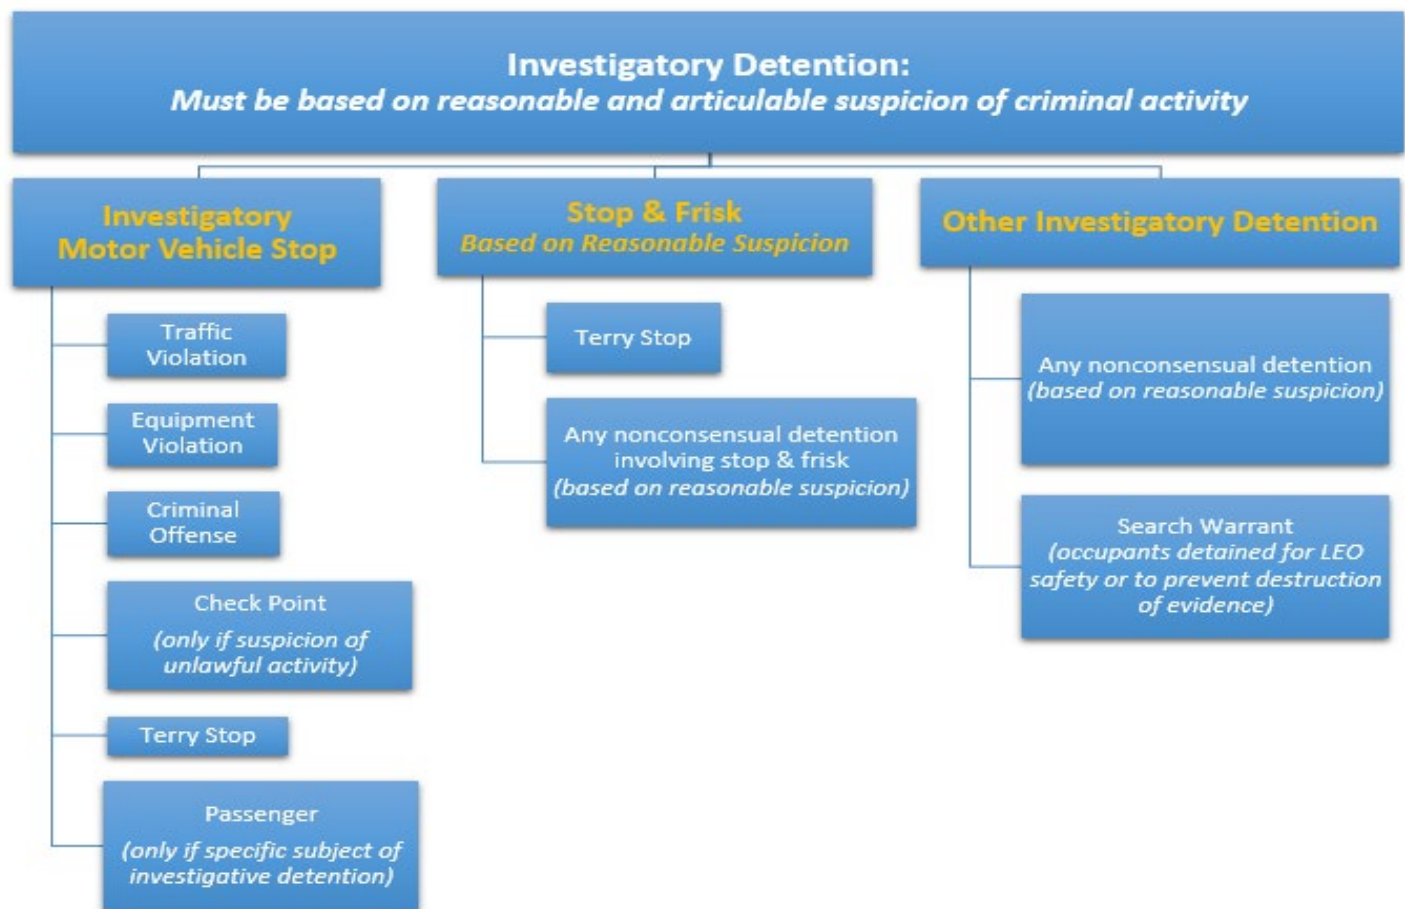 Investigatory Detention:
Must be based on reasonable and articulable suspicion of criminal activity
Investigatory
Motor Vehicle Stop
Traffic
Violation
Equipment
Violation
Criminal
Offense
Check Point
(only if suspicion of
unlawful activity)
Terry Stop
Passenger
(only if specific subject of
investigative detention)
Stop & Frisk
Based on Reasonable Suspicion
Terry Stop
Any nonconsensual detention
involving stop & frisk
(based on reasonable suspicion)
Other Investigatory Detention
Any nonconsensual detention
(based on reasonable suspicion)
Search Warrant
(occupants detained for LEO
safety or to prevent destruction
of evidence)